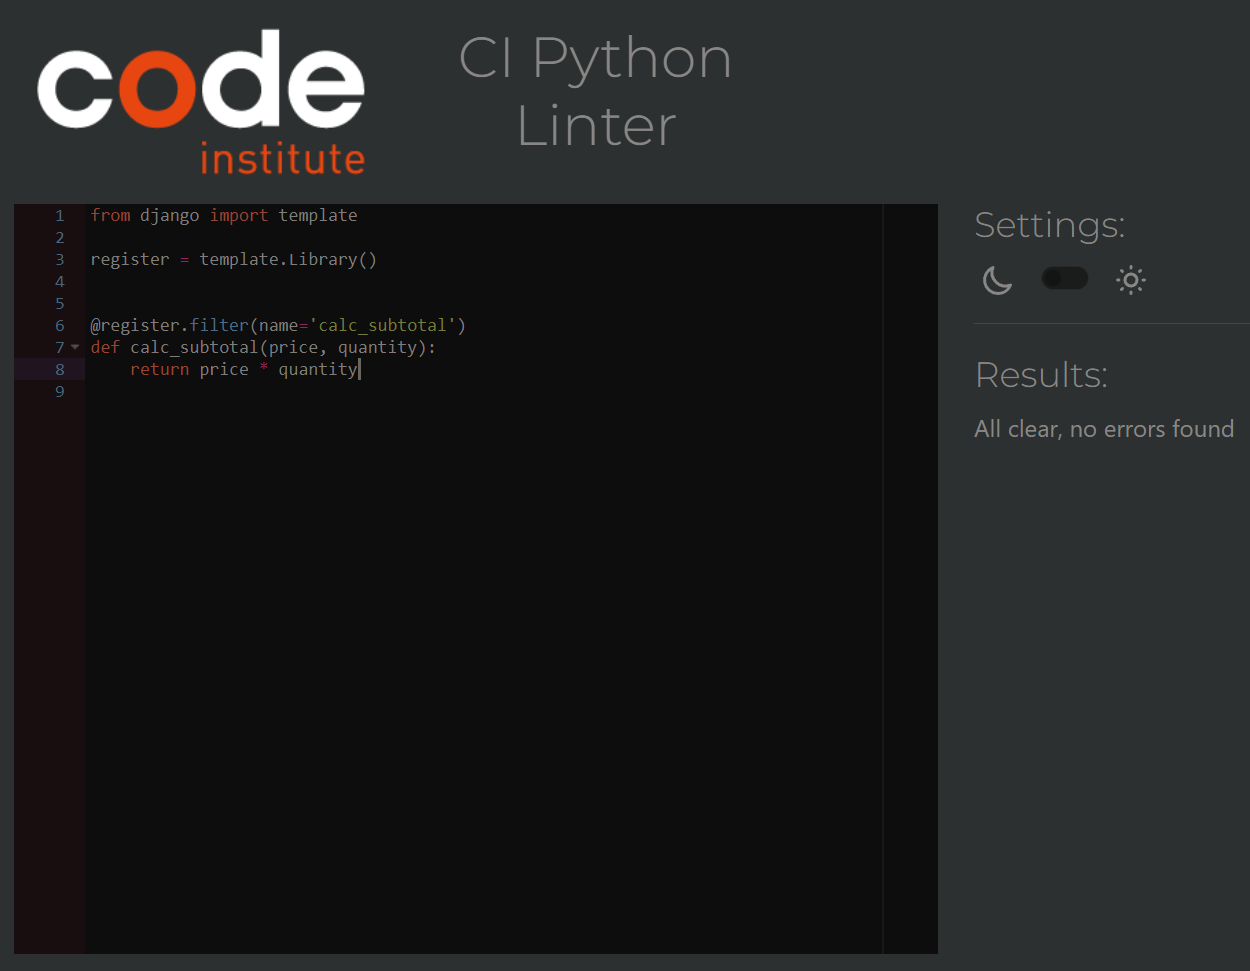 code
institute
CI Python
Linter
1 from django import template
2
3 register = template.Library()
4
5
6 @register.filter(name='calc_subtotal')
7 def calc_subtotal(price, quantity):
8     return price * quantity
9
Settings:
Results:
All clear, no errors found